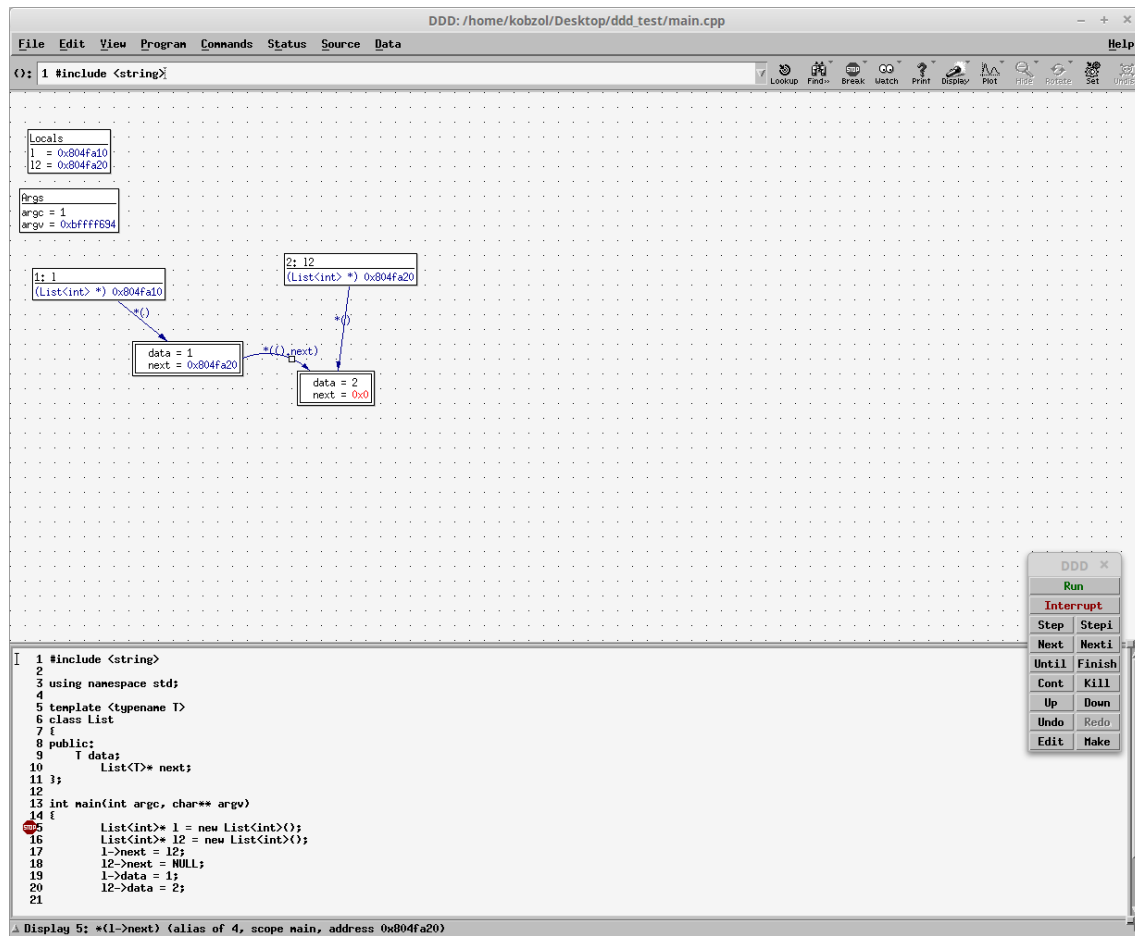 DDD: /home/kobzol/Desktop/ddd_test/main.cpp
File Edit View Program Commands Status Source Data Help
(): 1 #include <string>
Lookup Find>> Break Watch Print Display Plot Hide Rotate Set Undis
Locals
l = 0x804fa10
l2 = 0x804fa20
Args
argc = 1
argv = 0xbffff694
1: l
(List<int> *) 0x804fa10
2: l2
(List<int> *) 0x804fa20
*()
*()
*(().next)
data = 1
next = 0x804fa20
data = 2
next = 0x0
DDD
Run
Interrupt
Step Stepi
Next Nexti
Until Finish
Cont Kill
Up Down
Undo Redo
Edit Make
1 #include <string>
2
3 using namespace std;
4
5 template <typename T>
6 class List
7 {
8 public:
9 T data;
10 List<T>* next;
11 };
12
13 int main(int argc, char** argv)
14 {
STOP 5 List<int>* l = new List<int>();
16 List<int>* l2 = new List<int>();
17 l->next = l2;
18 l2->next = NULL;
19 l->data = 1;
20 l2->data = 2;
21
Display 5: *(l->next) (alias of 4, scope main, address 0x804fa20)